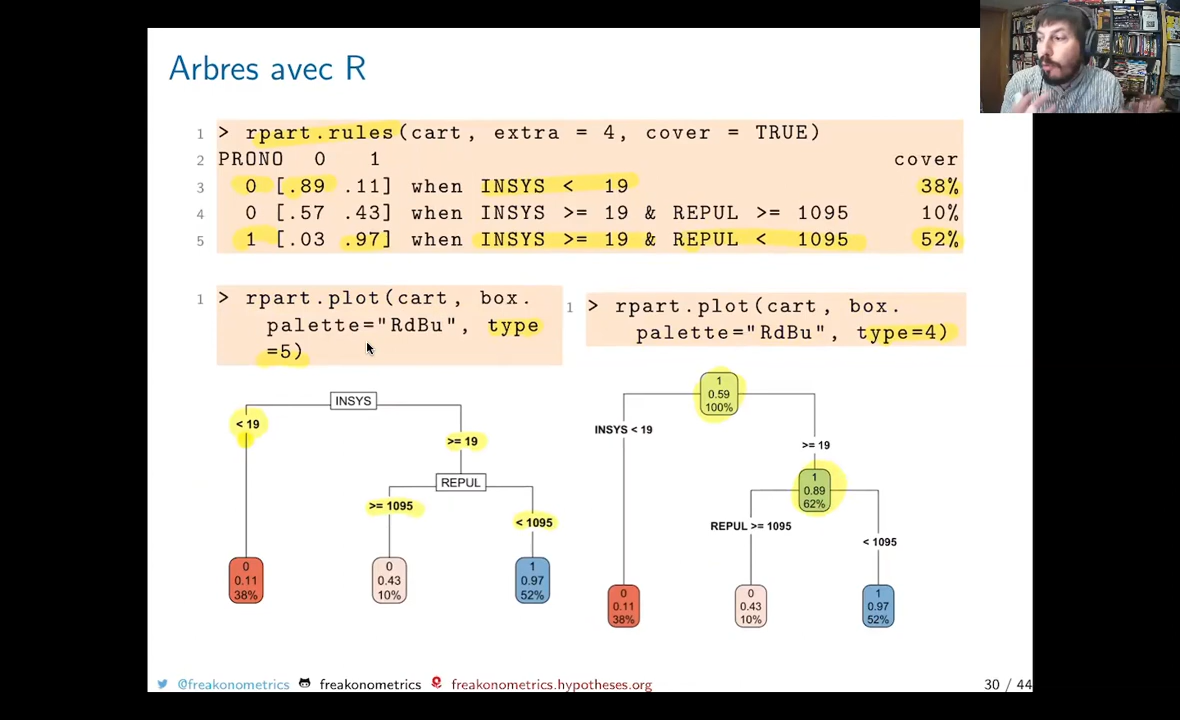 Arbres avec R
1 > rpart.rules(cart, extra = 4, cover = TRUE)
2 PRONO 0 1 cover
3 0 [.89 .11] when INSYS < 19 38%
4 0 [.57 .43] when INSYS >= 19 & REPUL >= 1095 10%
5 1 [.03 .97] when INSYS >= 19 & REPUL < 1095 52%
1 > rpart.plot(cart, box.
palette="RdBu", type
=5)
1 > rpart.plot(cart, box.
palette="RdBu", type=4)
INSYS
< 19
>= 19
REPUL
>= 1095
< 1095
0
0.11
38%
0
0.43
10%
1
0.97
52%
1
0.59
100%
INSYS < 19
>= 19
1
0.89
62%
REPUL >= 1095
< 1095
0
0.11
38%
0
0.43
10%
1
0.97
52%
@freakonometrics freakonometrics freakonometrics.hypotheses.org 30 / 44